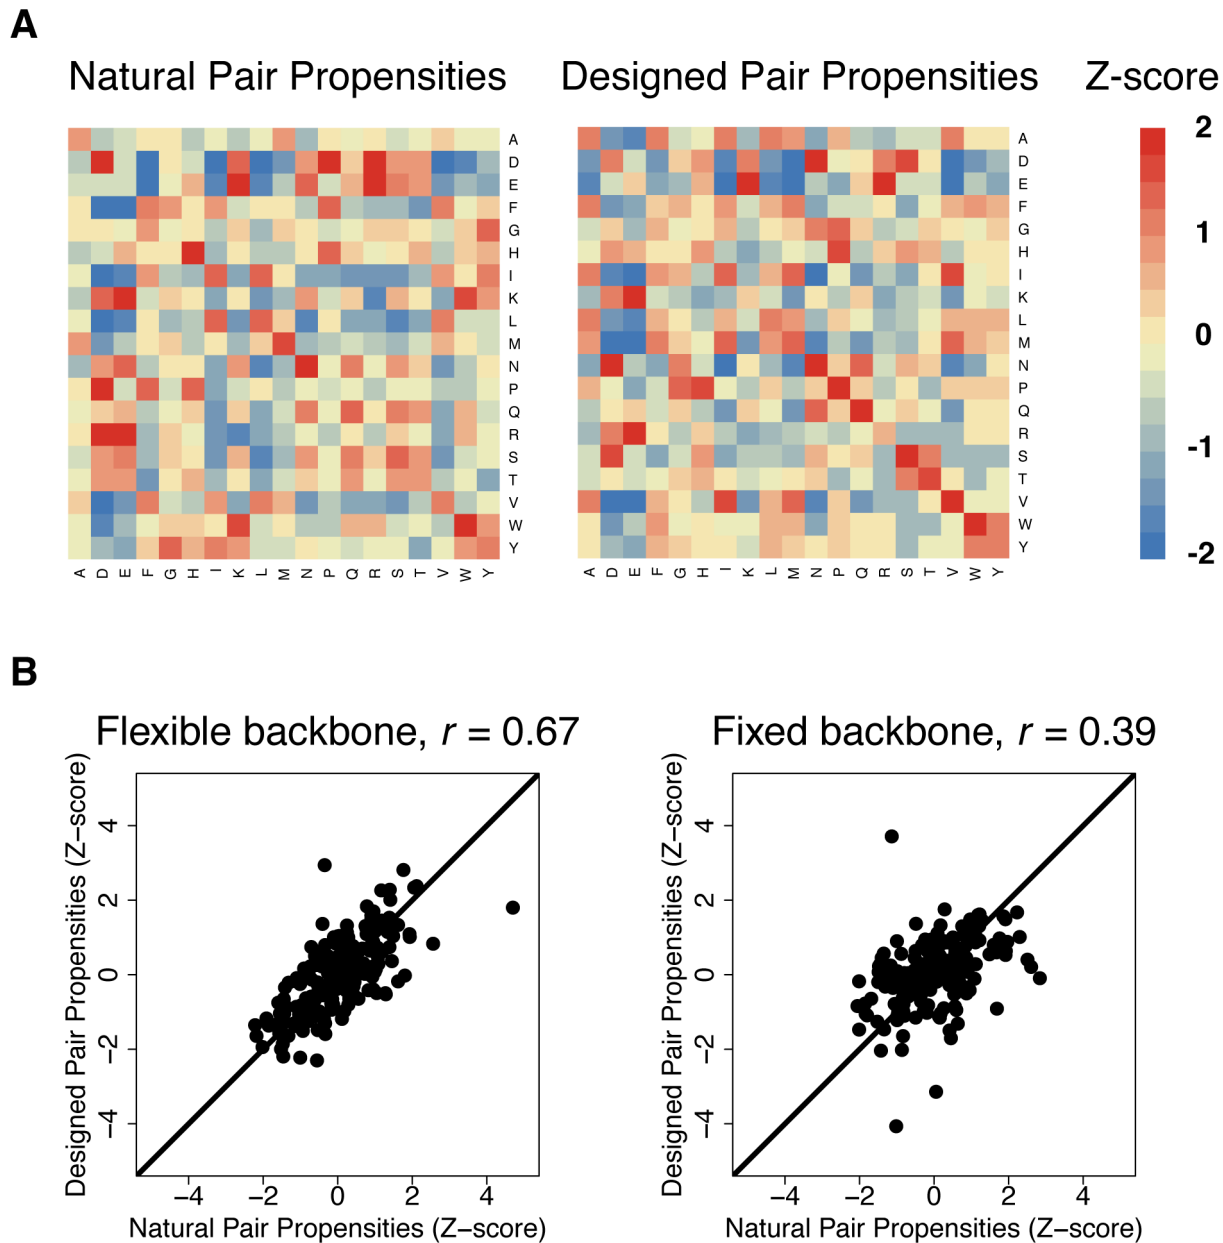 A
Natural Pair Propensities
Designed Pair Propensities
Z-score
A
D
E
F
G
H
I
K
L
M
N
P
Q
R
S
T
V
W
Y
A D E F G H I K L M N P Q R S T V W Y
A
D
E
F
G
H
I
K
L
M
N
P
Q
R
S
T
V
W
Y
A D E F G H I K L M N P Q R S T V W Y
2
1
0
-1
-2
B
Flexible backbone, r = 0.67
Designed Pair Propensities (Z−score)
4
2
0
−2
−4
−4 −2 0 2 4
Natural Pair Propensities (Z−score)
Fixed backbone, r = 0.39
Designed Pair Propensities (Z−score)
4
2
0
−2
−4
−4 −2 0 2 4
Natural Pair Propensities (Z−score)